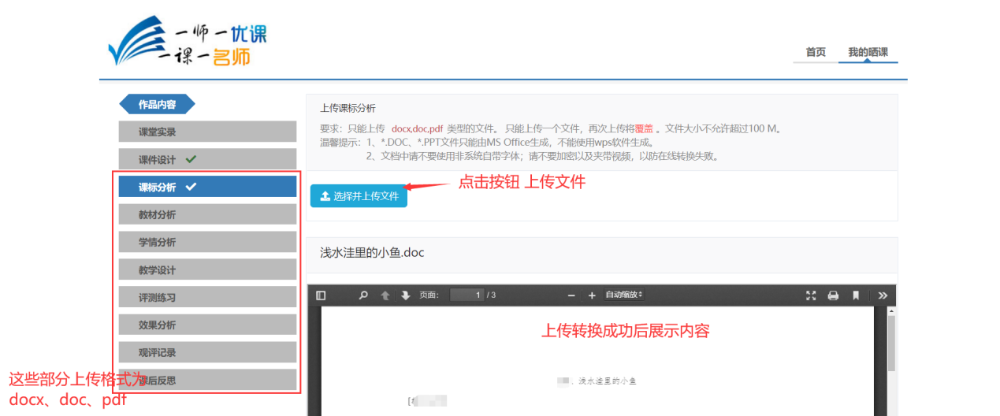 一师一优课
一课一名师
首页 我的晒课
作品内容
课堂实录
课件设计
课标分析
教材分析
学情分析
教学设计
评测练习
效果分析
观评记录
课后反思
这些部分上传格式为
docx、doc、pdf
上传课标分析
要求：只能上传 docx,doc,pdf 类型的文件。 只能上传一个文件，再次上传将覆盖 。文件大小不允许超过100 M。
温馨提示：1、*.DOC、*.PPT文件只能由MS Office生成，不能使用wps软件生成。
2、文档中请不要使用非系统自带字体；请不要加密以及夹带视频，以防在线转换失败。
选择并上传文件
点击按钮 上传文件
浅水洼里的小鱼.doc
页面: 1 / 3 自动缩放
上传转换成功后展示内容
、浅水洼里的小鱼